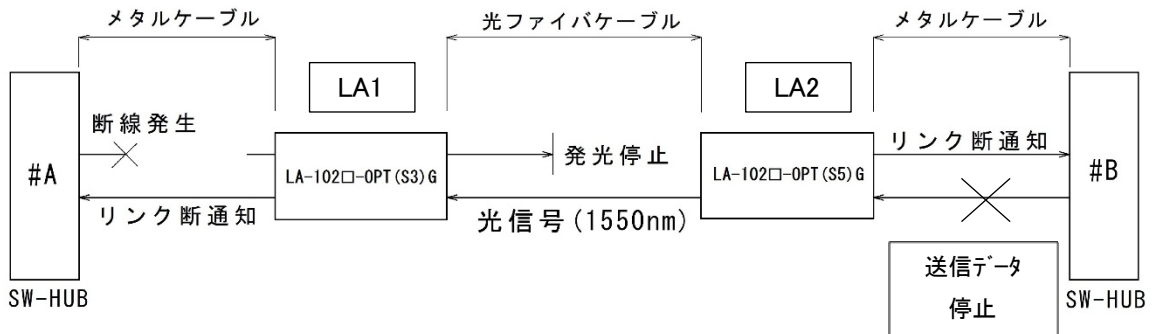 メタルケーブル
光ファイバケーブル
メタルケーブル
LA1
LA2
断線発生
#A
LA-102□-OPT(S3)G
発光停止
LA-102□-OPT(S5)G
リンク断通知
#B
リンク断通知
光信号(1550nm)
送信ﾃﾞｰﾀ
停止
SW-HUB
SW-HUB